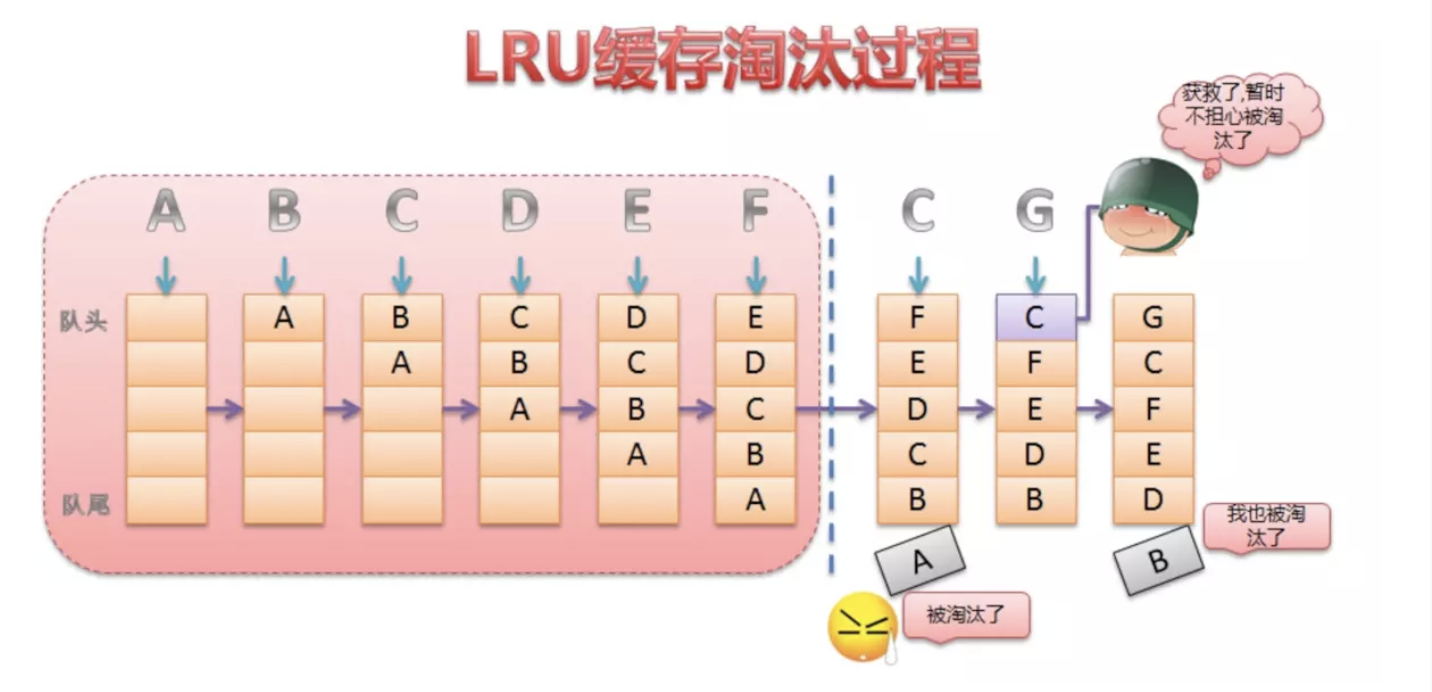 LRU缓存淘汰过程
获救了,暂时
不担心被淘
汰了
A B C D E F C G
队头 A B C D E F C G
A B C D E F C
A B C D E F
A B C D E
队尾 A B B D
A B
我也被淘
汰了
被淘汰了